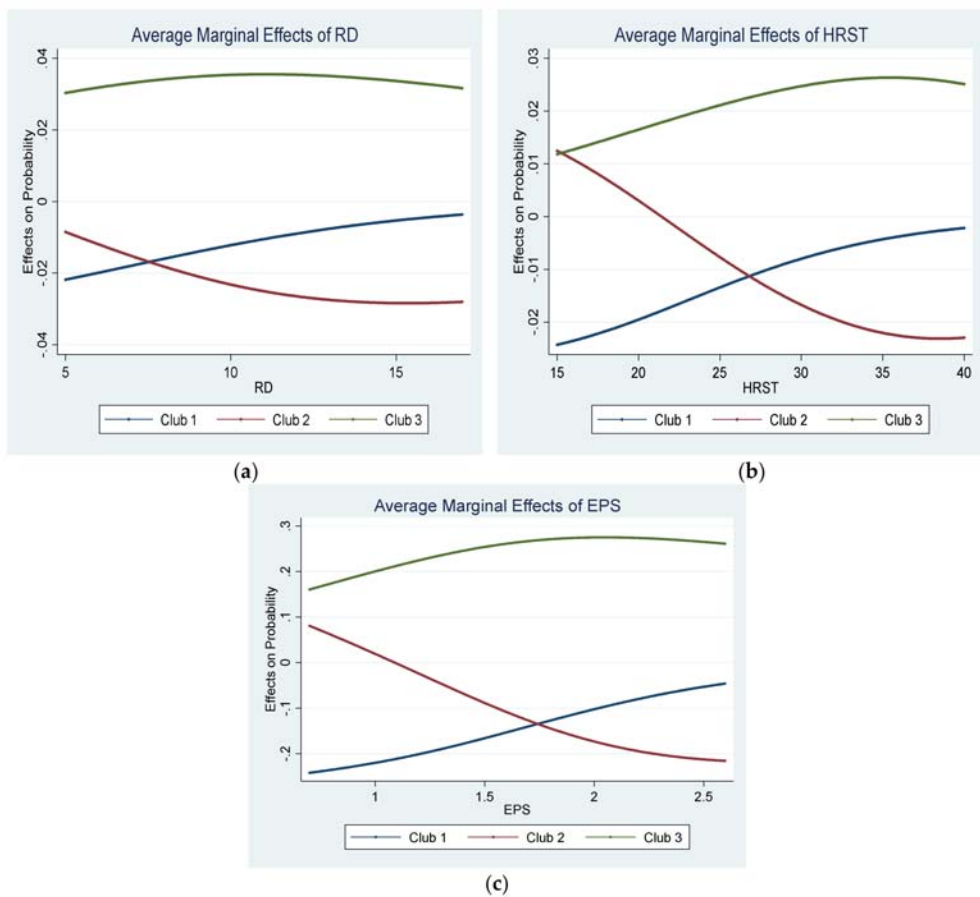 Average Marginal Effects of RD
Effects on Probability
.04
.02
0
-.02
-.04
5
10
15
RD
Club 1
Club 2
Club 3
(a)
Average Marginal Effects of HRST
Effects on Probability
.03
.02
.01
0
-.01
-.02
15
20
25
30
35
40
HRST
Club 1
Club 2
Club 3
(b)
Average Marginal Effects of EPS
Effects on Probability
.3
.2
.1
0
-.1
-.2
1
1.5
2
2.5
EPS
Club 1
Club 2
Club 3
(c)